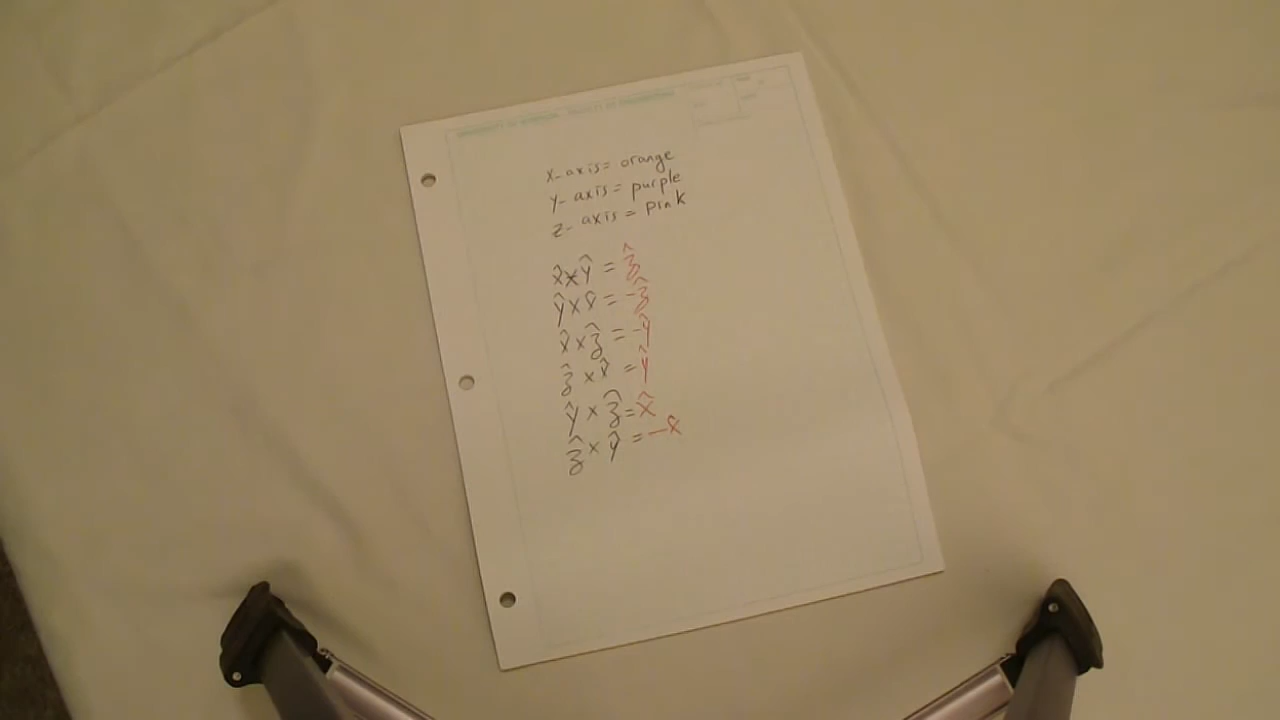 x-axis = orange
y-axis = purple
z-axis = pink
x̂ × ŷ = ẑ
ŷ × x̂ = -ẑ
x̂ × ẑ = -ŷ
ẑ × x̂ = ŷ
ŷ × ẑ = x̂
ẑ × ŷ = -x̂